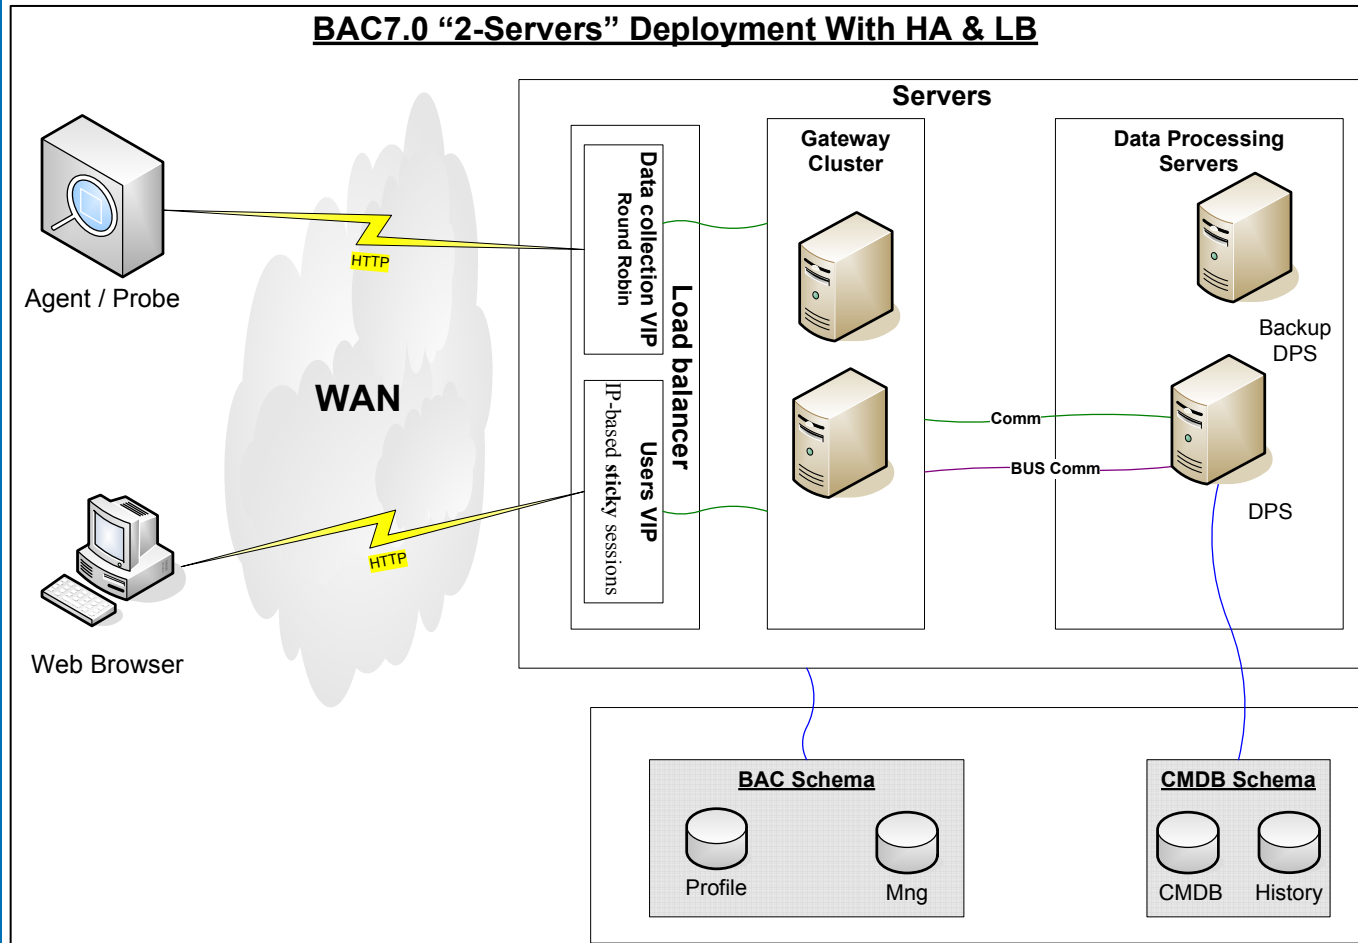 BAC7.0 “2-Servers” Deployment With HA & LB
Servers
Agent / Probe
HTTP
WAN
Web Browser
HTTP
Data collection VIP
Round Robin
Users VIP
IP-based sticky sessions
Load balancer
Gateway
Cluster
Data Processing
Servers
Backup
DPS
Comm
BUS Comm
DPS
BAC Schema
Profile
Mng
CMDB Schema
CMDB
History